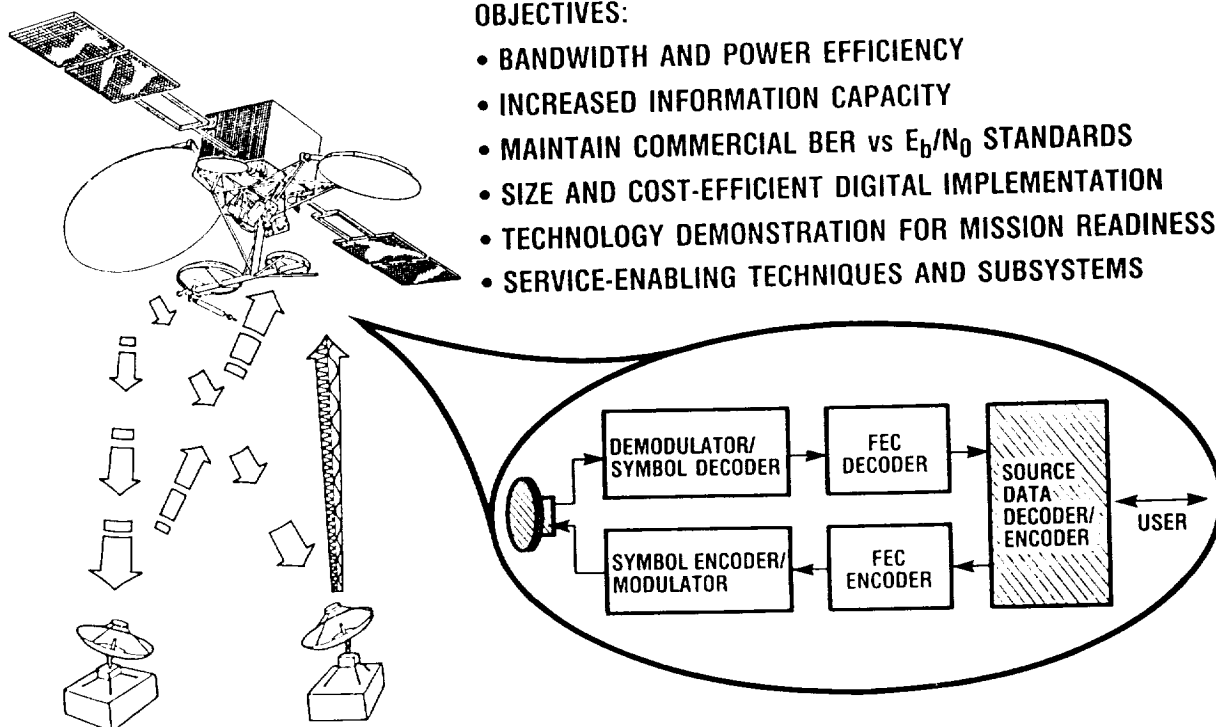 OBJECTIVES:
• BANDWIDTH AND POWER EFFICIENCY
• INCREASED INFORMATION CAPACITY
• MAINTAIN COMMERCIAL BER vs Eb/N0 STANDARDS
• SIZE AND COST-EFFICIENT DIGITAL IMPLEMENTATION
• TECHNOLOGY DEMONSTRATION FOR MISSION READINESS
• SERVICE-ENABLING TECHNIQUES AND SUBSYSTEMS
DEMODULATOR/
SYMBOL DECODER
FEC
DECODER
SOURCE
DATA
DECODER/
ENCODER
USER
SYMBOL ENCODER/
MODULATOR
FEC
ENCODER